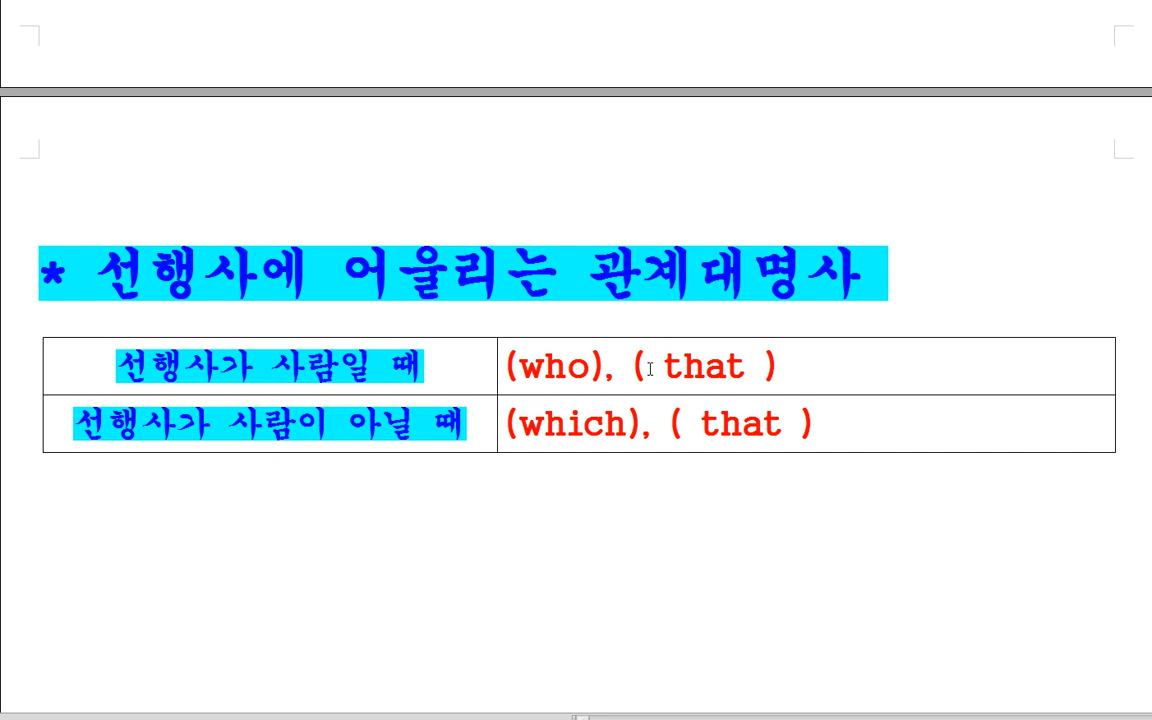 * 선행사에 어울리는 관계대명사
선행사가 사람일 때 (who), ( that )
선행사가 사람이 아닐 때 (which), ( that )